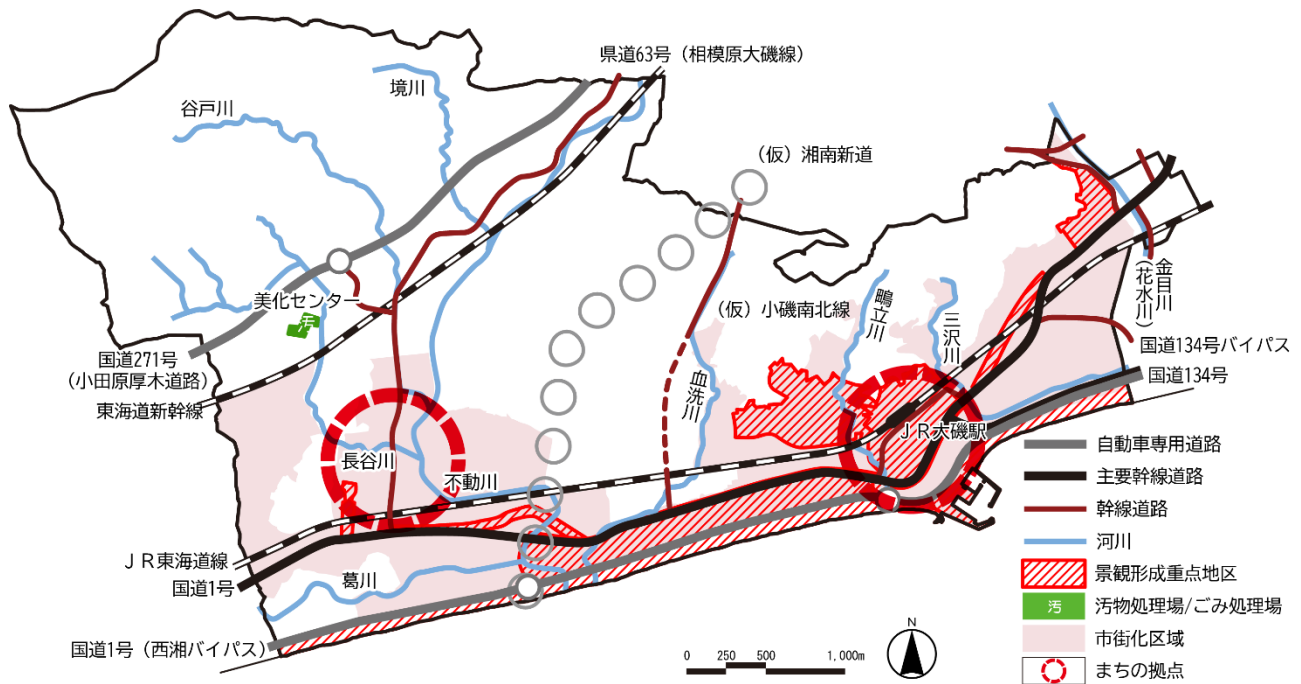 県道63号（相模原大磯線）
境川
谷戸川
（仮）湘南新道
美化センター
汚
（仮）小磯南北線
鴫立川
三沢川
金目川
（花水川）
国道134号バイパス
国道134号
国道271号
（小田原厚木道路）
東海道新幹線
血洗川
ＪＲ大磯駅
長谷川
不動川
ＪＲ東海道線
国道1号
葛川
国道1号（西湘バイパス）
自動車専用道路
主要幹線道路
幹線道路
河川
景観形成重点地区
汚 汚物処理場/ごみ処理場
市街化区域
まちの拠点
N
0 250 500 1,000m